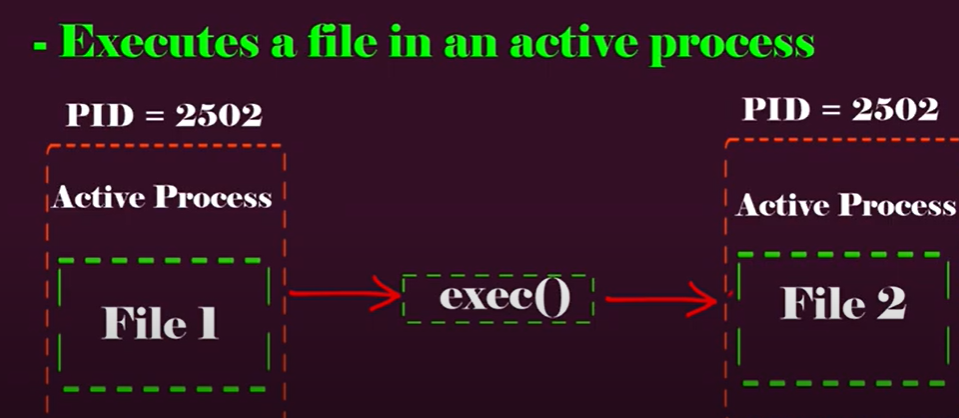 - Executes a file in an active process
PID = 2502
PID = 2502
Active Process
Active Process
File 1
exec()
File 2